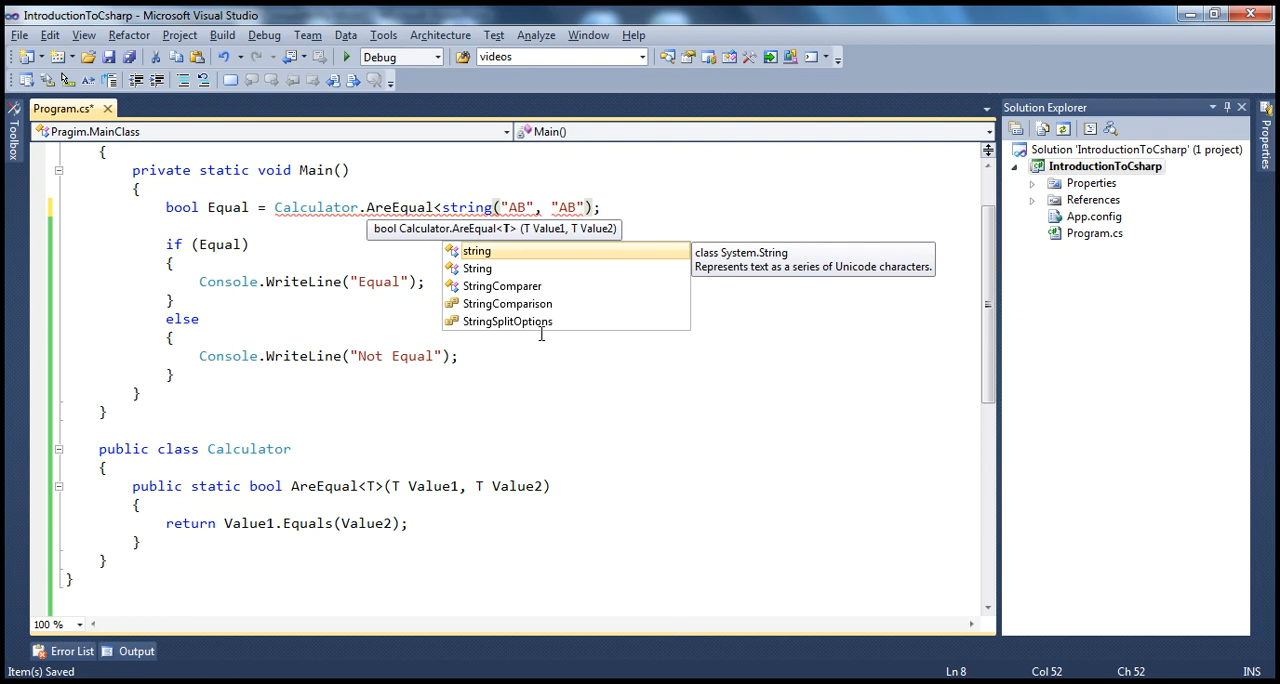 IntroductionToCsharp - Microsoft Visual Studio
File Edit View Refactor Project Build Debug Team Data Tools Architecture Test Analyze Window Help
Debug videos
Program.cs*
Pragim.MainClass Main()
{
private static void Main()
{
bool Equal = Calculator.AreEqual<string("AB", "AB");
bool Calculator.AreEqual<T> (T Value1, T Value2)
if (Equal)
{
Console.WriteLine("Equal");
}
else
{
Console.WriteLine("Not Equal");
}
}
}
string
String
StringComparer
StringComparison
StringSplitOptions
class System.String
Represents text as a series of Unicode characters.
public class Calculator
{
public static bool AreEqual<T>(T Value1, T Value2)
{
return Value1.Equals(Value2);
}
}
}
100 %
Toolbox
Solution Explorer
Solution 'IntroductionToCsharp' (1 project)
IntroductionToCsharp
Properties
References
App.config
Program.cs
Properties
Error List Output
Item(s) Saved Ln 8 Col 52 Ch 52 INS